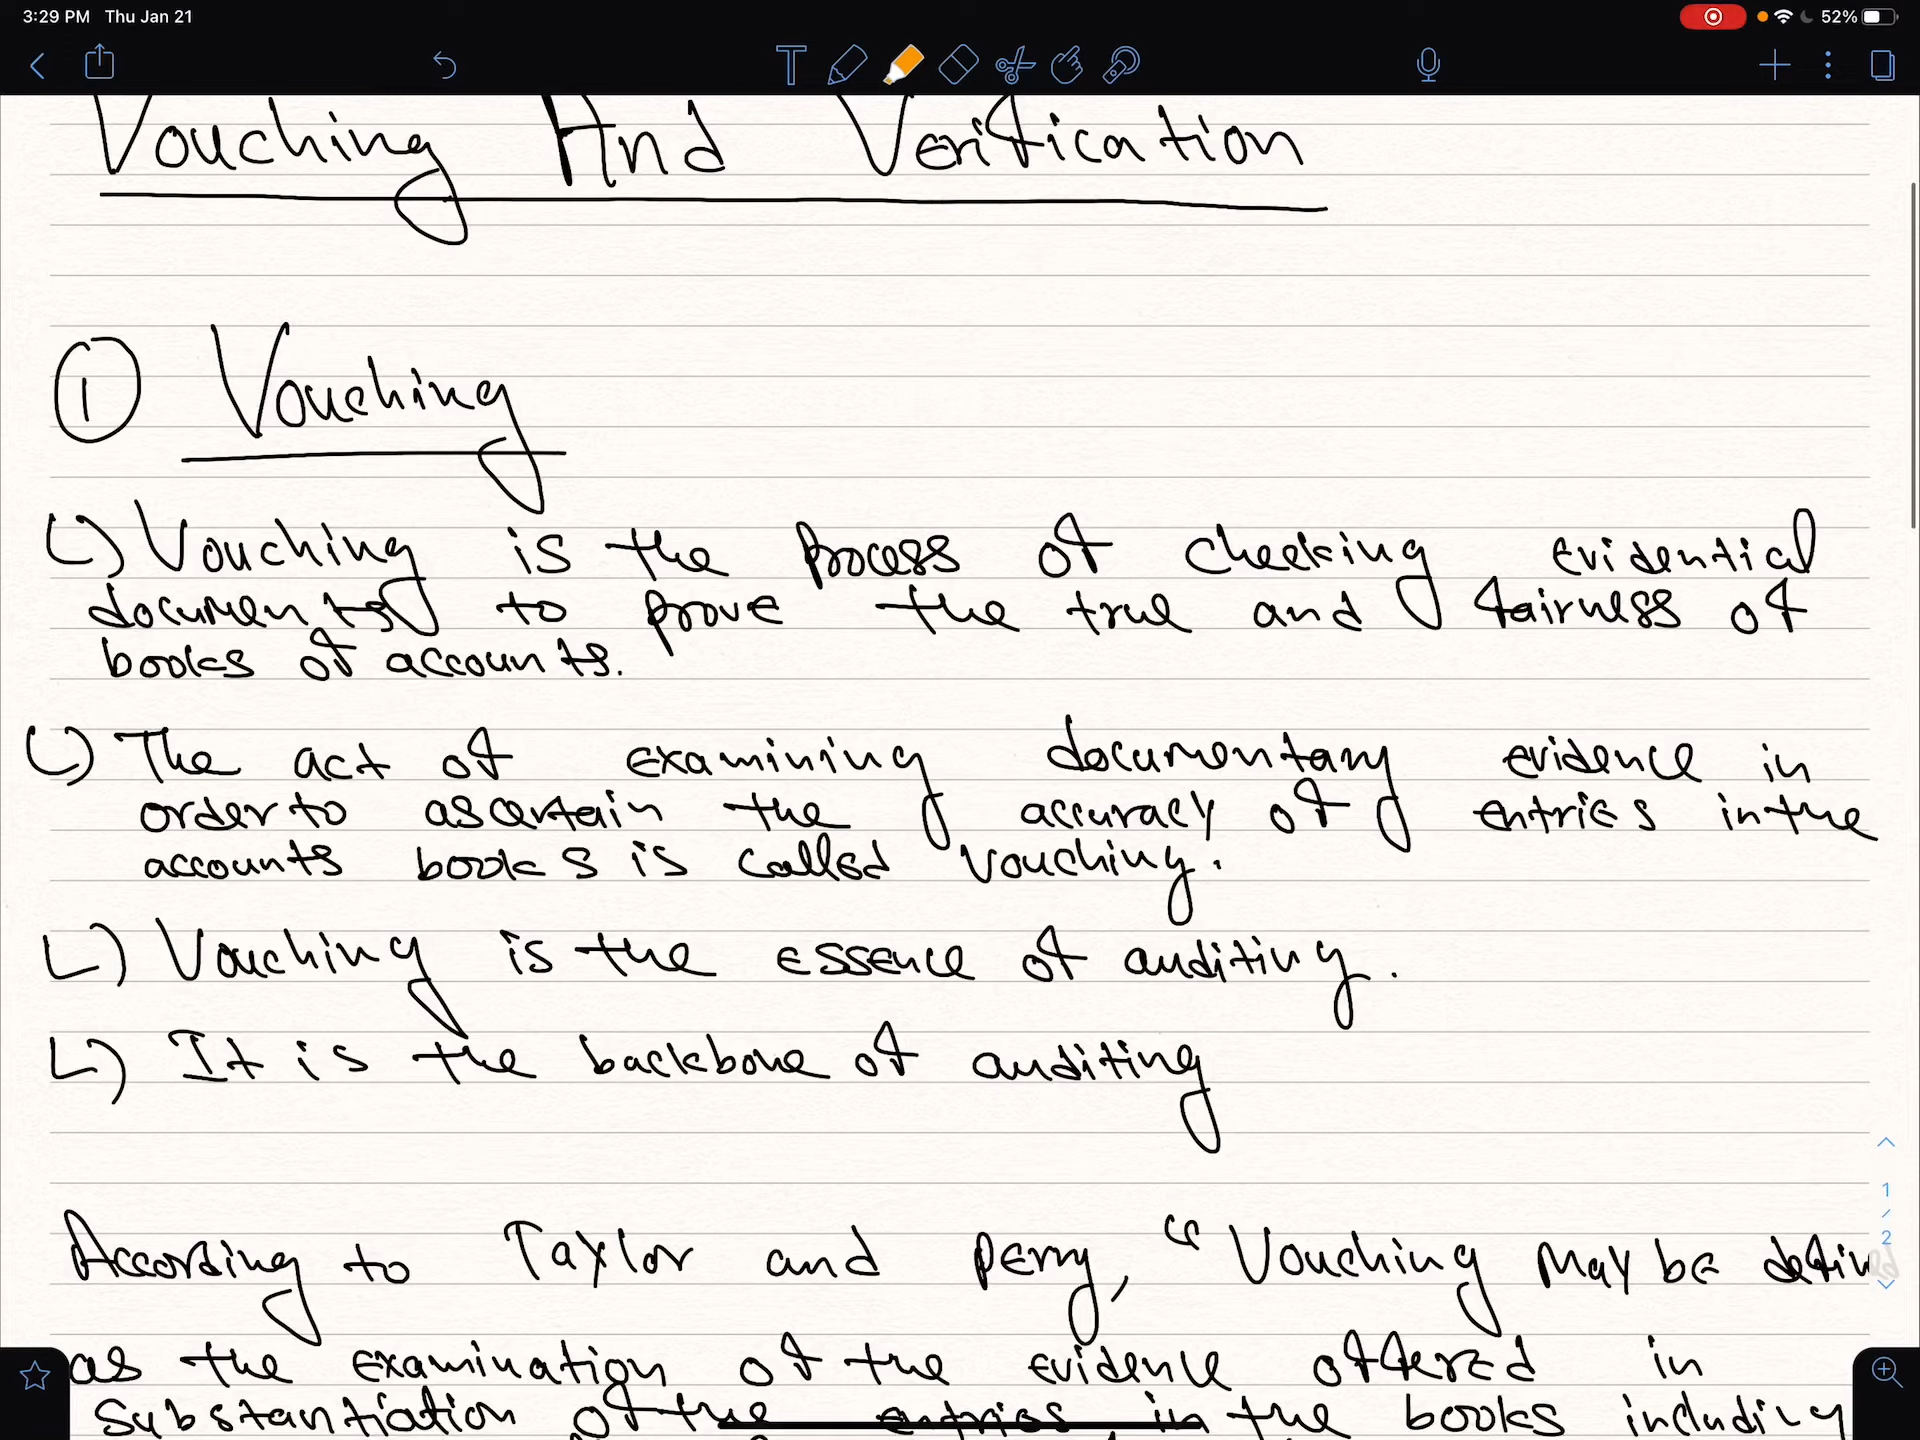 3:29 PM Thu Jan 21
52%
Vouching And Verification
1 Vouching
Vouching is the process of checking evidential
documents to prove the true and fairness of
books of accounts.
The act of examining documentary evidence in
order to ascertain the accuracy of entries in the
accounts books is called vouching.
Vouching is the essence of auditing.
It is the backbone of auditing
According to Taylor and Perry, "Vouching may be defined
as the examination of the evidence offered in
substantiation of the entries in the books including
1
/
2